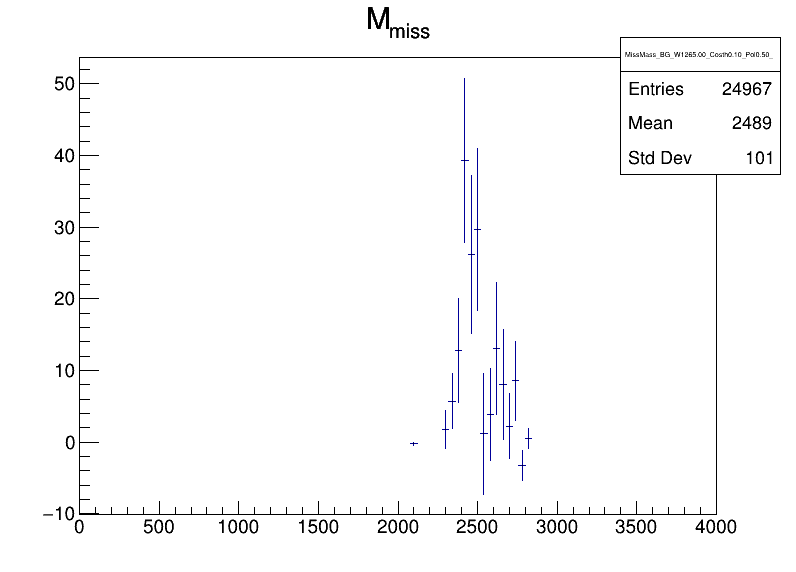 M_miss
MissMass_BG_W1265.00_Costh0.10_Pol0.50_
Entries 24967
Mean 2489
Std Dev 101
50
40
30
20
10
0
−10
0 500 1000 1500 2000 2500 3000 3500 4000